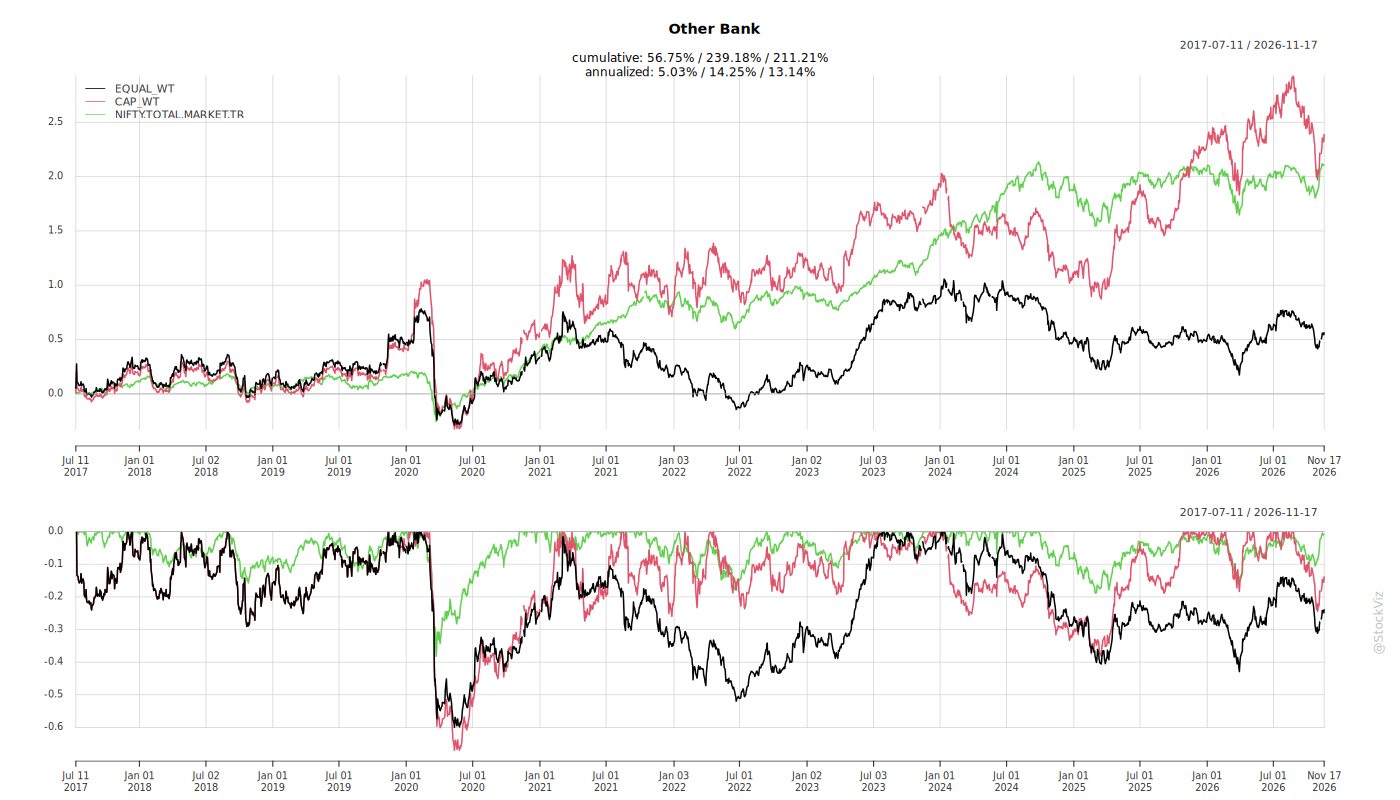 Other Bank
2017-07-11 / 2026-11-17
cumulative: 56.75% / 239.18% / 211.21%
annualized: 5.03% / 14.25% / 13.14%
EQUAL_WT
CAP_WT
NIFTY.TOTAL.MARKET.TR
2.5
2.0
1.5
1.0
0.5
0.0
Jul 11 Jan 01 Jul 02 Jan 01 Jul 01 Jan 01 Jul 01 Jan 01 Jul 01 Jan 03 Jul 01 Jan 02 Jul 03 Jan 01 Jul 01 Jan 01 Jul 01 Jan 01 Jul 01 Nov 17
2017 2018 2018 2019 2019 2020 2020 2021 2021 2022 2022 2023 2023 2024 2024 2025 2025 2026 2026 2026
2017-07-11 / 2026-11-17
0.0
-0.1
-0.2
-0.3
-0.4
-0.5
-0.6
Jul 11 Jan 01 Jul 02 Jan 01 Jul 01 Jan 01 Jul 01 Jan 01 Jul 01 Jan 03 Jul 01 Jan 02 Jul 03 Jan 01 Jul 01 Jan 01 Jul 01 Jan 01 Jul 01 Nov 17
2017 2018 2018 2019 2019 2020 2020 2021 2021 2022 2022 2023 2023 2024 2024 2025 2025 2026 2026 2026
@StockViz